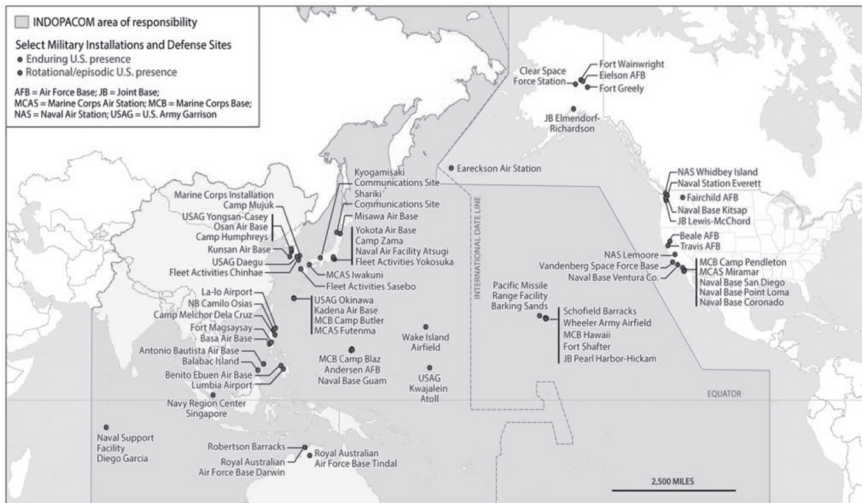 INDOPACOM area of responsibility
Select Military Installations and Defense Sites
Enduring U.S. presence
Rotational/episodic U.S. presence
AFB = Air Force Base; JB = Joint Base;
MCAS = Marine Corps Air Station; MCB = Marine Corps Base;
NAS = Naval Air Station; USAG = U.S. Army Garrison
Clear Space
Force Station
Fort Wainwright
Eielson AFB
Fort Greely
JB Elmendorf-
Richardson
Eareckson Air Station
INTERNATIONAL DATE LINE
NAS Whidbey Island
Naval Station Everett
Fairchild AFB
Naval Base Kitsap
JB Lewis-McChord
Beale AFB
Travis AFB
NAS Lemoore
Vandenberg Space Force Base
Naval Base Ventura Co.
MCB Camp Pendleton
MCAS Miramar
Naval Base San Diego
Naval Base Point Loma
Naval Base Coronado
Kyogamisaki
Communications Site
Shariki
Communications Site
Misawa Air Base
Yokota Air Base
Camp Zama
Naval Air Facility Atsugi
Fleet Activities Yokosuka
Marine Corps Installation
Camp Mujuk
USAG Yongsan-Casey
Osan Air Base
Camp Humphreys
Kunsan Air Base
USAG Daegu
Fleet Activities Chinhae
MCAS Iwakuni
Fleet Activities Sasebo
USAG Okinawa
Kadena Air Base
MCB Camp Butler
MCAS Futenma
La-lo Airport
NB Camilo Osias
Camp Melchor Dela Cruz
Fort Magsaysay
Basa Air Base
Antonio Bautista Air Base
Balabac Island
Benito Ebuen Air Base
Lumbia Airport
Navy Region Center
Singapore
MCB Camp Blaz
Andersen AFB
Naval Base Guam
Wake Island
Airfield
USAG
Kwajalein
Atoll
Pacific Missile
Range Facility
Barking Sands
Schofield Barracks
Wheeler Army Airfield
MCB Hawaii
Fort Shafter
JB Pearl Harbor-Hickam
EQUATOR
Naval Support
Facility
Diego Garcia
Robertson Barracks
Royal Australian
Air Force Base Darwin
Royal Australian
Air Force Base Tindal
2,500 MILES